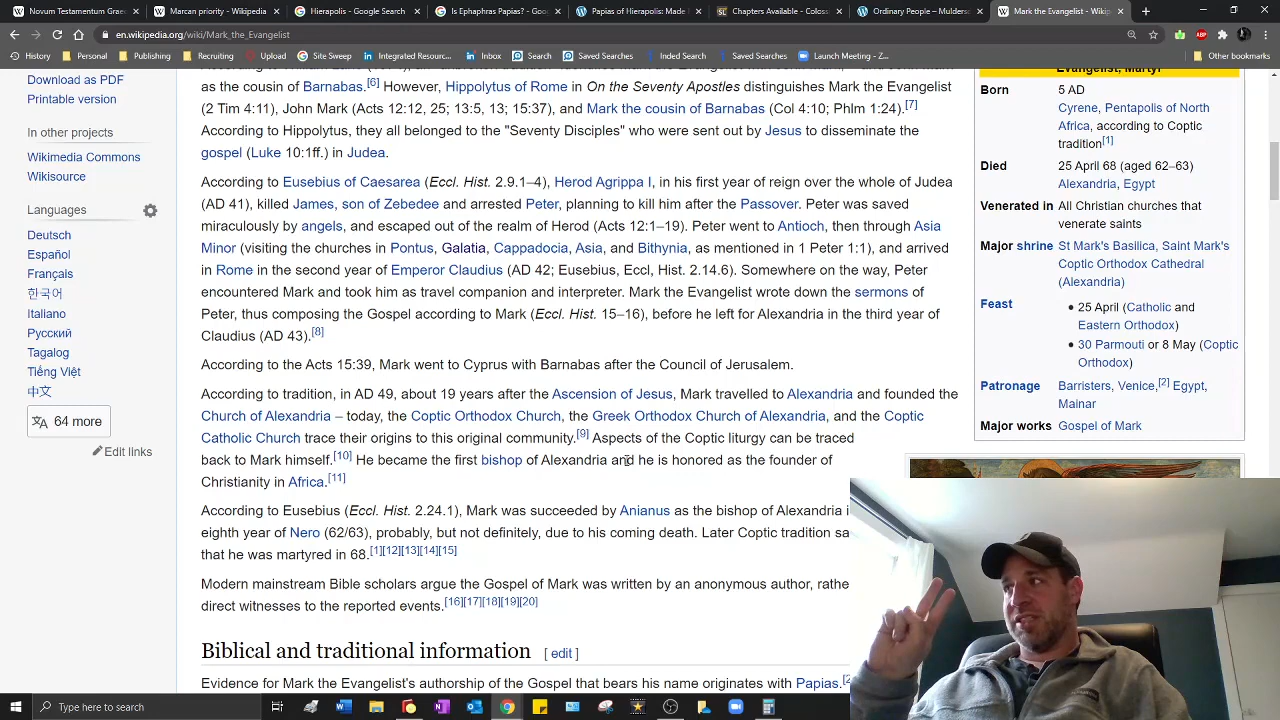 Novum Testamentum Graec
Marcan priority - Wikipedia
Hierapolis - Google Search
Is Ephaphras Papias? - Goo
Papias of Hierapolis: Made
Chapters Available - Coloss
Ordinary People – Mulders
Mark the Evangelist - Wikip
en.wikipedia.org/wiki/Mark_the_Evangelist
History
Parenting
Publishing
Recruiting
Upload
Site Sweep
Integrated Resource...
Inbox
Search
Saved Searches
Indeed Search
Saved Searches
Launch Meeting - Z...
Other bookmarks
Download as PDF
Printable version
In other projects
Wikimedia Commons
Wikisource
Languages
Deutsch
Español
Français
한국어
Italiano
Русский
Tagalog
Tiếng Việt
中文
64 more
Edit links
as the cousin of Barnabas.[6] However, Hippolytus of Rome in On the Seventy Apostles distinguishes Mark the Evangelist
(2 Tim 4:11), John Mark (Acts 12:12, 25; 13:5, 13; 15:37), and Mark the cousin of Barnabas (Col 4:10; Phlm 1:24).[7]
According to Hippolytus, they all belonged to the "Seventy Disciples" who were sent out by Jesus to disseminate the
gospel (Luke 10:1ff.) in Judea.
According to Eusebius of Caesarea (Eccl. Hist. 2.9.1–4), Herod Agrippa I, in his first year of reign over the whole of Judea
(AD 41), killed James, son of Zebedee and arrested Peter, planning to kill him after the Passover. Peter was saved
miraculously by angels, and escaped out of the realm of Herod (Acts 12:1–19). Peter went to Antioch, then through Asia
Minor (visiting the churches in Pontus, Galatia, Cappadocia, Asia, and Bithynia, as mentioned in 1 Peter 1:1), and arrived
in Rome in the second year of Emperor Claudius (AD 42; Eusebius, Eccl, Hist. 2.14.6). Somewhere on the way, Peter
encountered Mark and took him as travel companion and interpreter. Mark the Evangelist wrote down the sermons of
Peter, thus composing the Gospel according to Mark (Eccl. Hist. 15–16), before he left for Alexandria in the third year of
Claudius (AD 43).[8]
According to the Acts 15:39, Mark went to Cyprus with Barnabas after the Council of Jerusalem.
According to tradition, in AD 49, about 19 years after the Ascension of Jesus, Mark travelled to Alexandria and founded the
Church of Alexandria – today, the Coptic Orthodox Church, the Greek Orthodox Church of Alexandria, and the Coptic
Catholic Church trace their origins to this original community.[9] Aspects of the Coptic liturgy can be traced
back to Mark himself.[10] He became the first bishop of Alexandria and he is honored as the founder of
Christianity in Africa.[11]
According to Eusebius (Eccl. Hist. 2.24.1), Mark was succeeded by Anianus as the bishop of Alexandria i
eighth year of Nero (62/63), probably, but not definitely, due to his coming death. Later Coptic tradition sa
that he was martyred in 68.[1][12][13][14][15]
Modern mainstream Bible scholars argue the Gospel of Mark was written by an anonymous author, rathe
direct witnesses to the reported events.[16][17][18][19][20]
Biblical and traditional information [ edit ]
Evidence for Mark the Evangelist's authorship of the Gospel that bears his name originates with Papias.[2
Evangelist, Martyr
Born 5 AD
Cyrene, Pentapolis of North
Africa, according to Coptic
tradition[1]
Died 25 April 68 (aged 62–63)
Alexandria, Egypt
Venerated in All Christian churches that
venerate saints
Major shrine St Mark's Basilica, Saint Mark's
Coptic Orthodox Cathedral
(Alexandria)
Feast • 25 April (Catholic and
Eastern Orthodox)
• 30 Parmouti or 8 May (Coptic
Orthodox)
Patronage Barristers, Venice,[2] Egypt,
Mainar
Major works Gospel of Mark
Type here to search